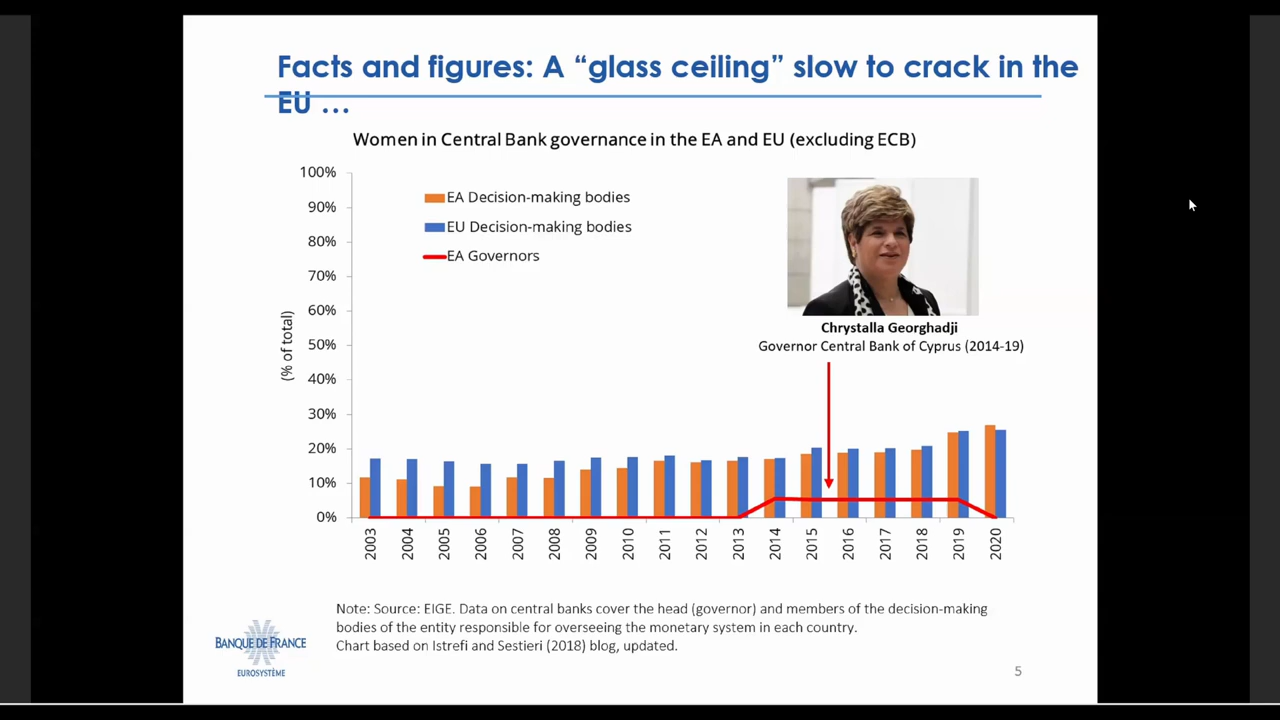 Facts and figures: A “glass ceiling” slow to crack in the
EU …
Women in Central Bank governance in the EA and EU (excluding ECB)
100%
90%
80%
70%
60%
50%
40%
30%
20%
10%
0%
(% of total)
EA Decision-making bodies
EU Decision-making bodies
EA Governors
Chrystalla Georghadji
Governor Central Bank of Cyprus (2014-19)
2003
2004
2005
2006
2007
2008
2009
2010
2011
2012
2013
2014
2015
2016
2017
2018
2019
2020
Note: Source: EIGE. Data on central banks cover the head (governor) and members of the decision-making
bodies of the entity responsible for overseeing the monetary system in each country.
Chart based on Istrefi and Sestieri (2018) blog, updated.
BANQUE DE FRANCE
EUROSYSTÈME
5